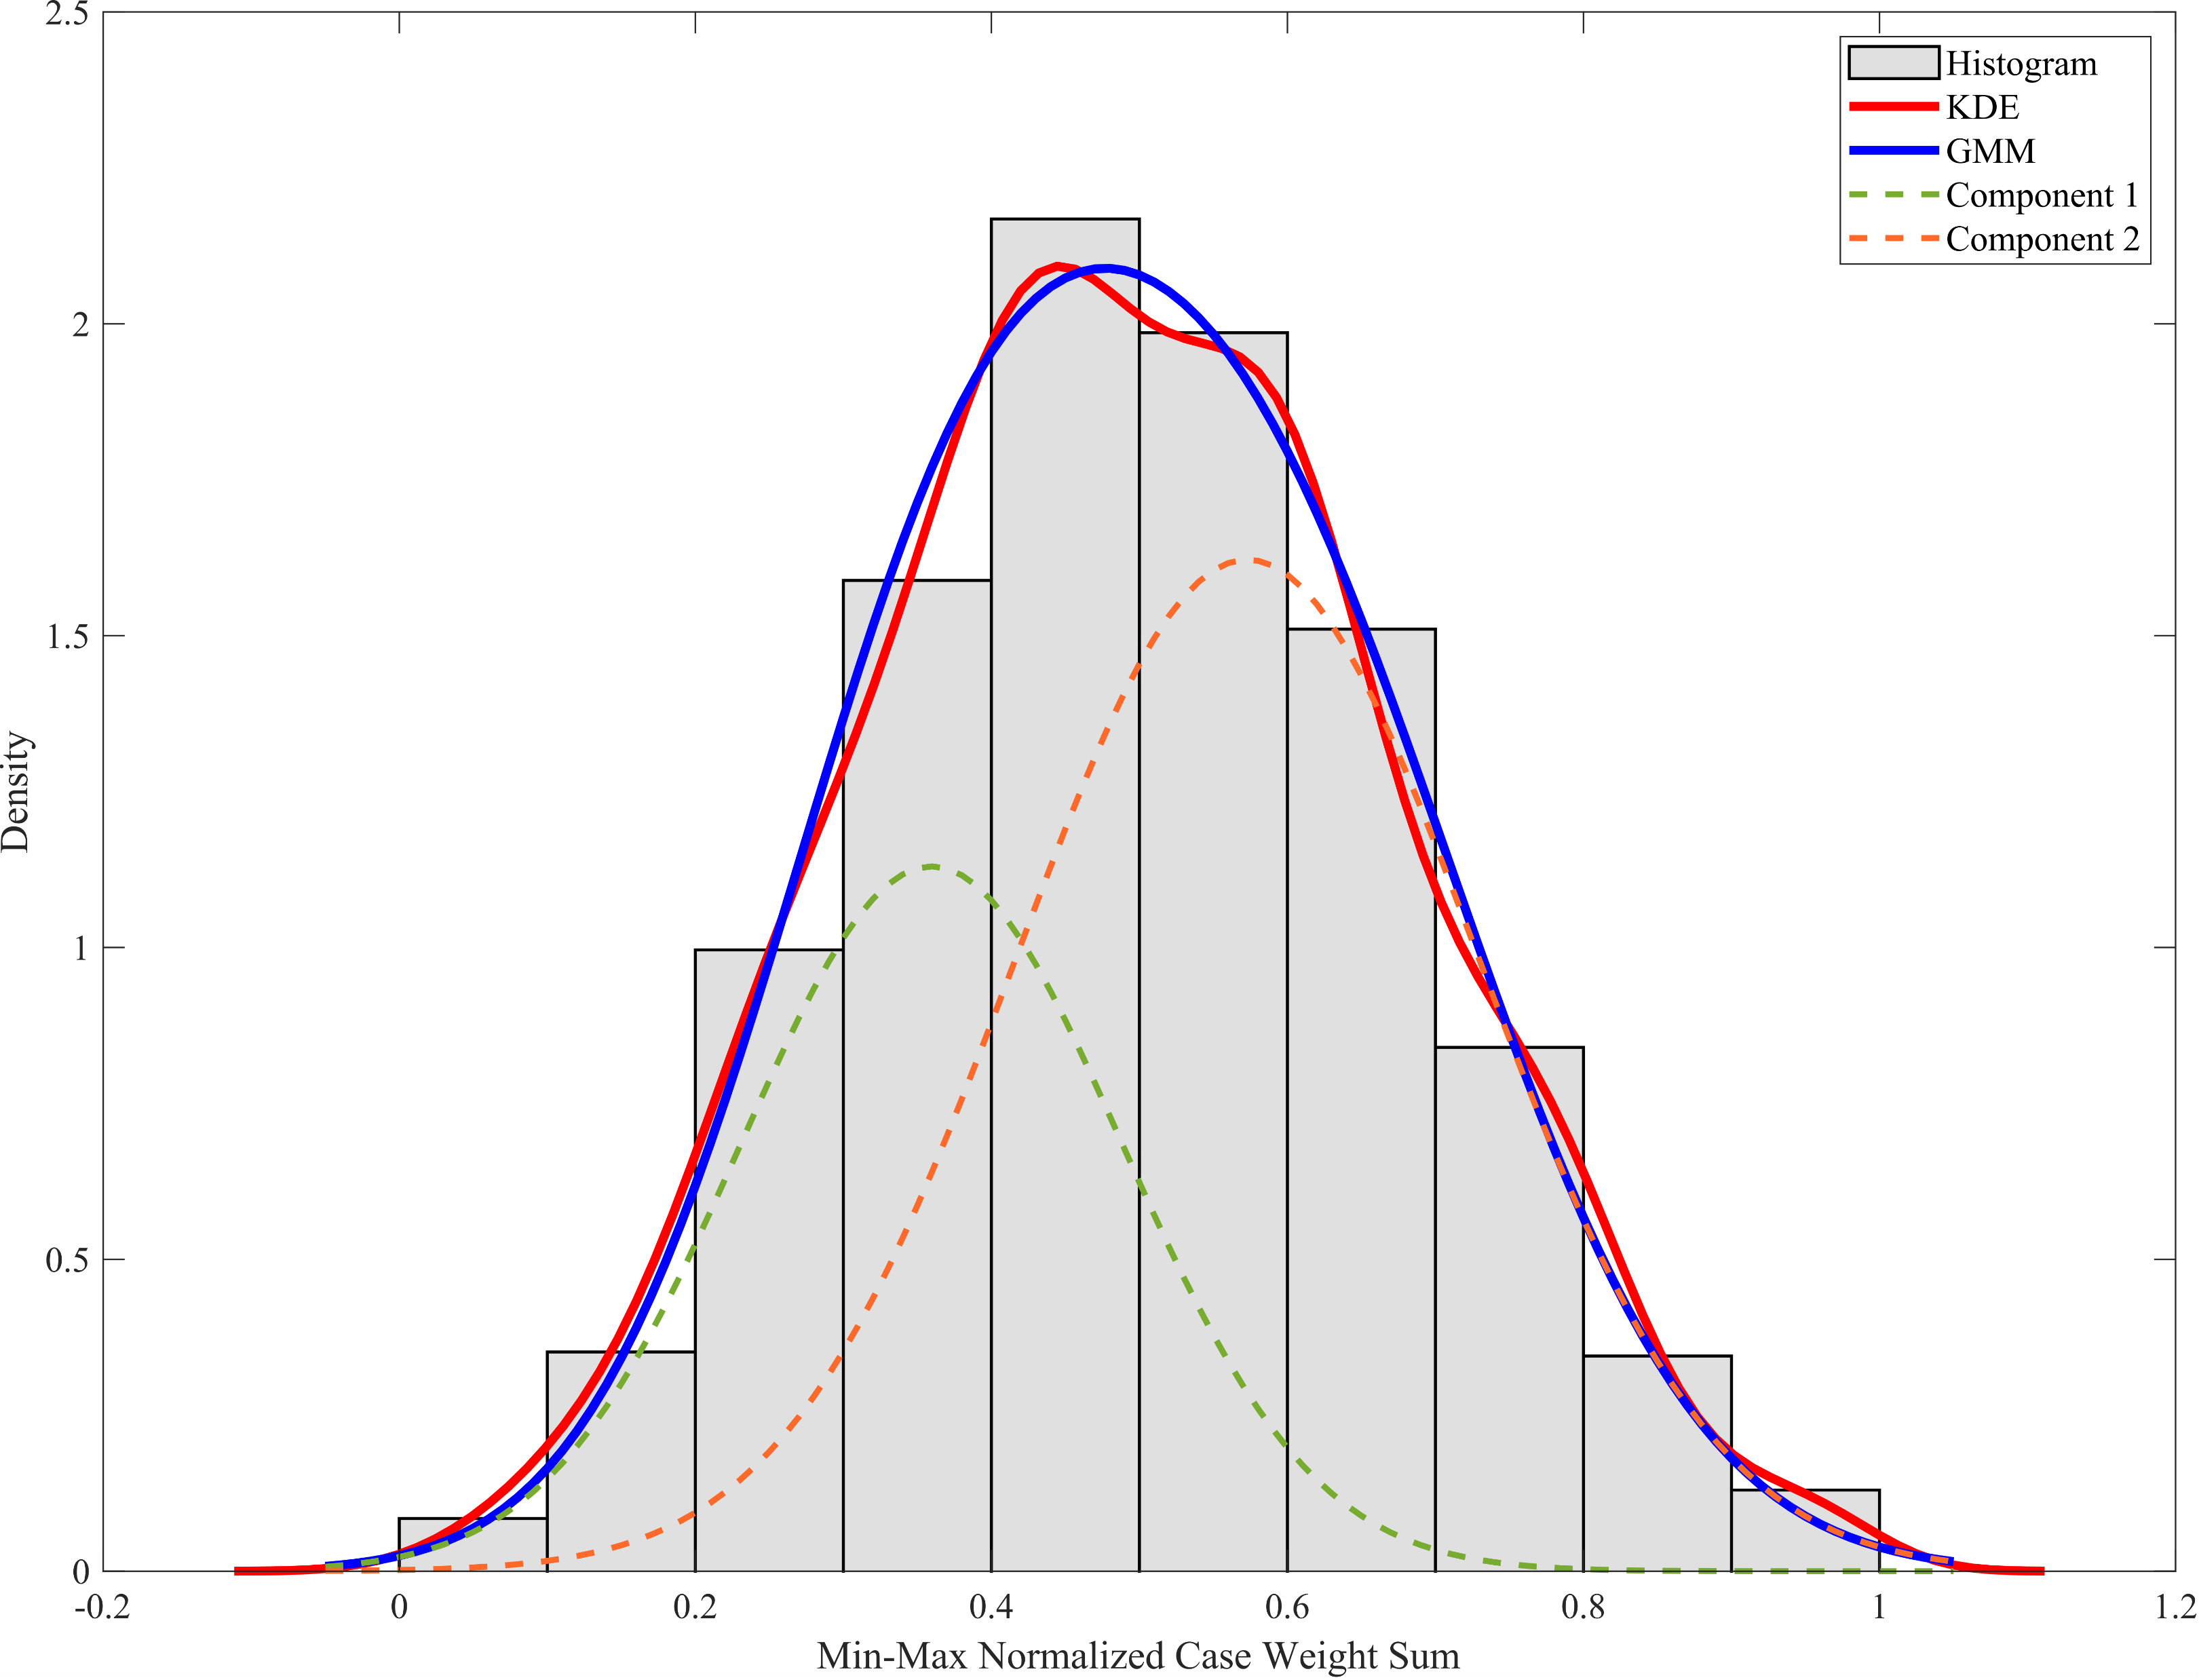 2.5
2
1.5
1
0.5
0
-0.2
0
0.2
0.4
0.6
0.8
1
1.2
Density
Min-Max Normalized Case Weight Sum
Histogram
KDE
GMM
Component 1
Component 2